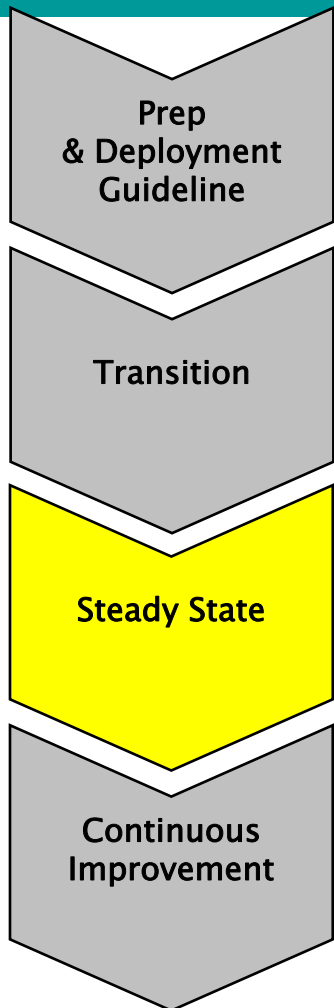 Prep
& Deployment
Guideline
Transition
Steady State
Continuous
Improvement